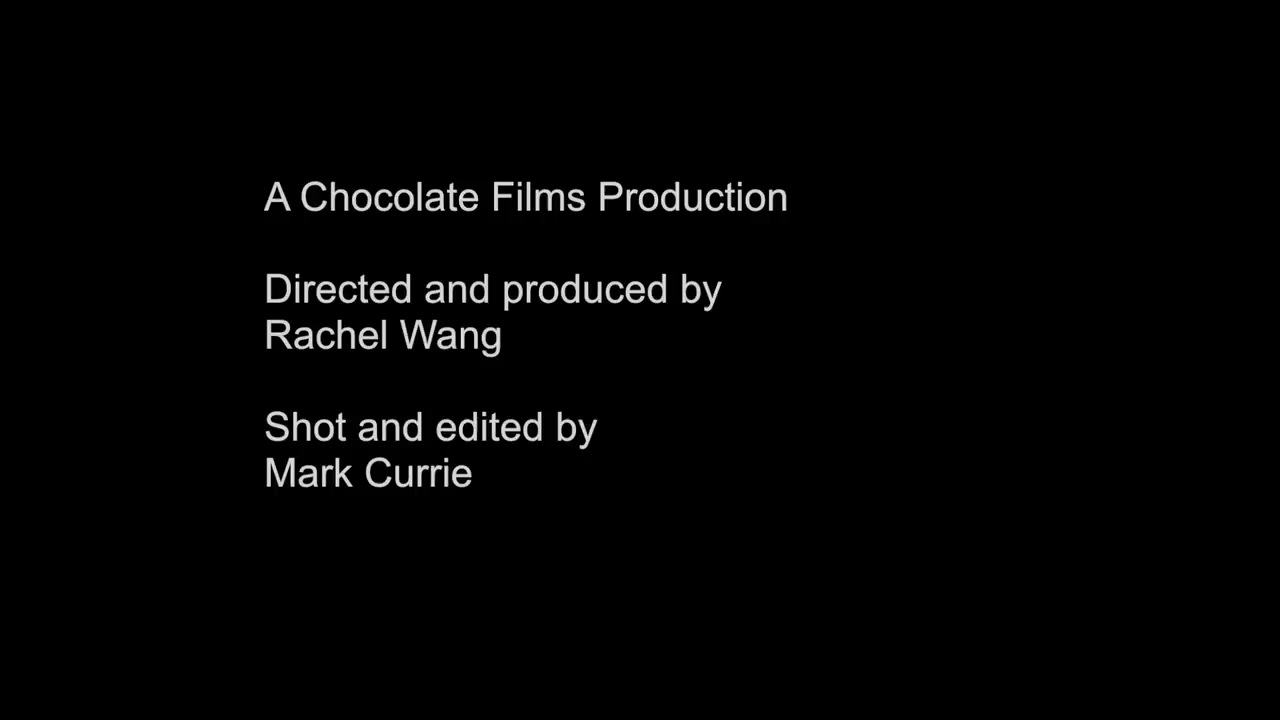 A Chocolate Films Production
Directed and produced by
Rachel Wang
Shot and edited by
Mark Currie